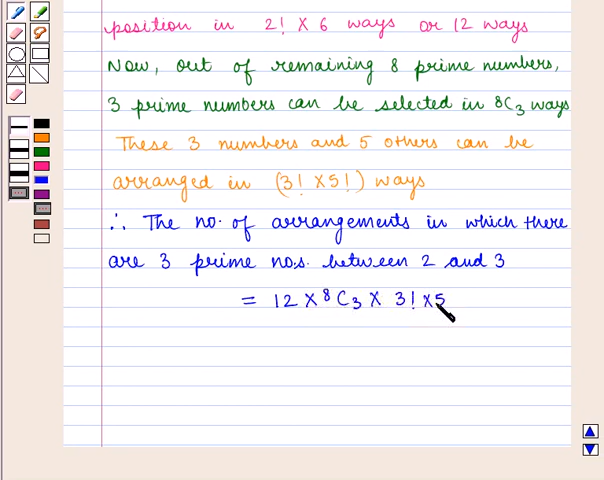 position in 2! X 6 ways or 12 ways
Now, out of remaining 8 prime numbers,
3 prime numbers can be selected in 8C₃ ways
These 3 numbers and 5 others can be
arranged in (3! X 5!) ways
∴ The no. of arrangements in which there
are 3 prime no.s. between 2 and 3
= 12 X ⁸C₃ X 3! X 5